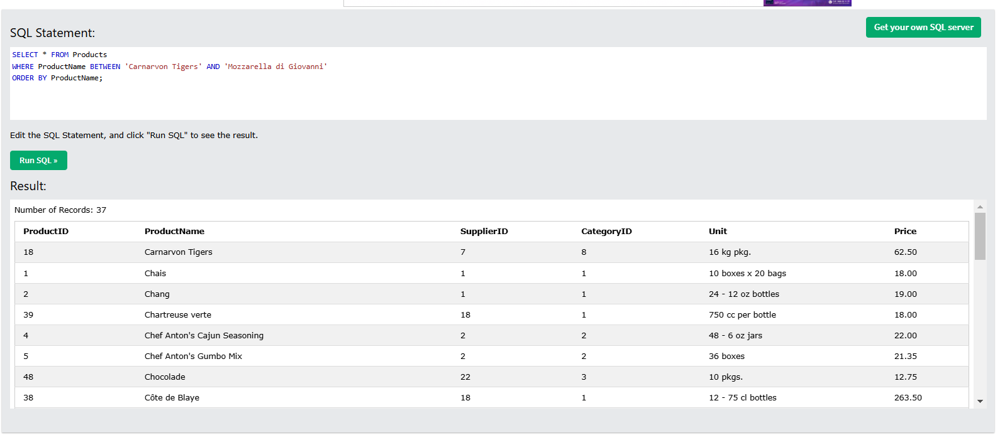 SQL Statement:
Get your own SQL server
SELECT * FROM Products
WHERE ProductName BETWEEN 'Carnarvon Tigers' AND 'Mozzarella di Giovanni'
ORDER BY ProductName;
Edit the SQL Statement, and click "Run SQL" to see the result.
Run SQL »
Result:
Number of Records: 37
ProductID ProductName SupplierID CategoryID Unit Price
18 Carnarvon Tigers 7 8 16 kg pkg. 62.50
1 Chais 1 1 10 boxes x 20 bags 18.00
2 Chang 1 1 24 - 12 oz bottles 19.00
39 Chartreuse verte 18 1 750 cc per bottle 18.00
4 Chef Anton's Cajun Seasoning 2 2 48 - 6 oz jars 22.00
5 Chef Anton's Gumbo Mix 2 2 36 boxes 21.35
48 Chocolade 22 3 10 pkgs. 12.75
38 Côte de Blaye 18 1 12 - 75 cl bottles 263.50